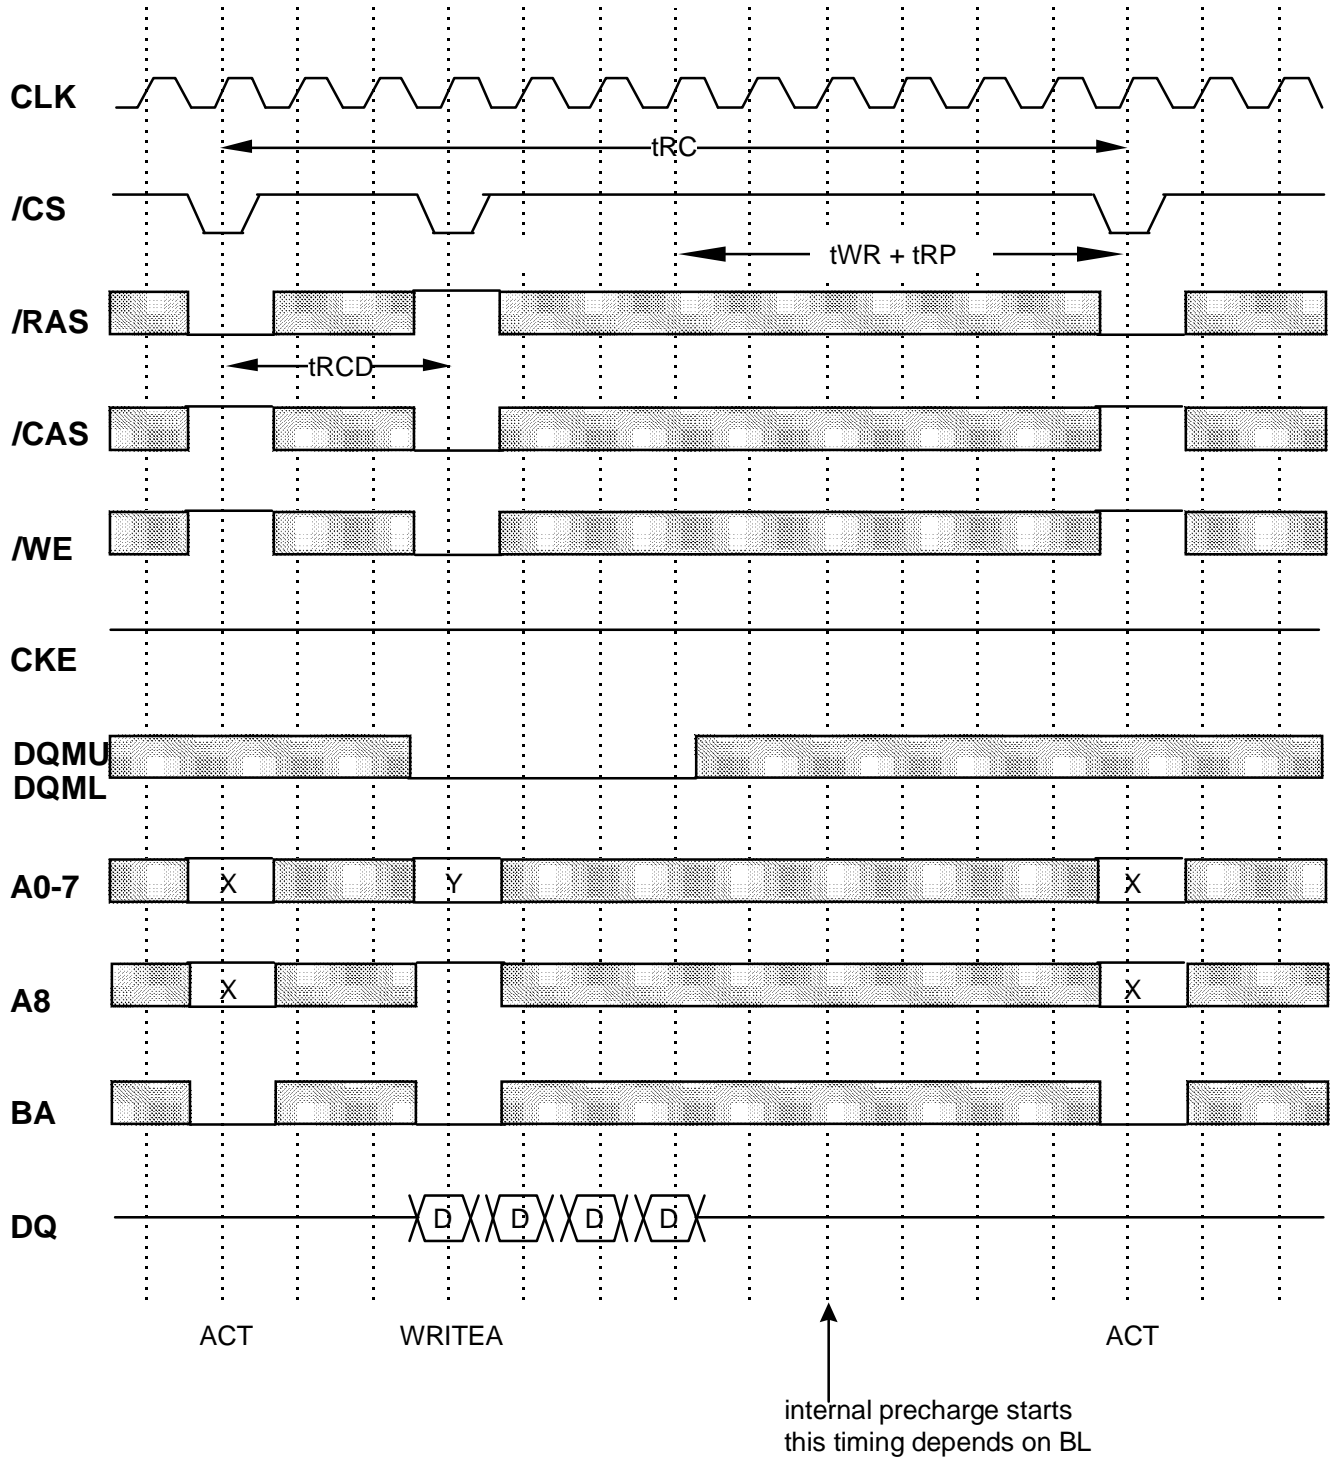 CLK
tRC
/CS
tWR + tRP
/RAS
tRCD
/CAS
/WE
CKE
DQMU
DQML
A0-7 X Y X
A8 X X
BA
DQ D D D D
ACT WRITEA ACT
internal precharge starts
this timing depends on BL